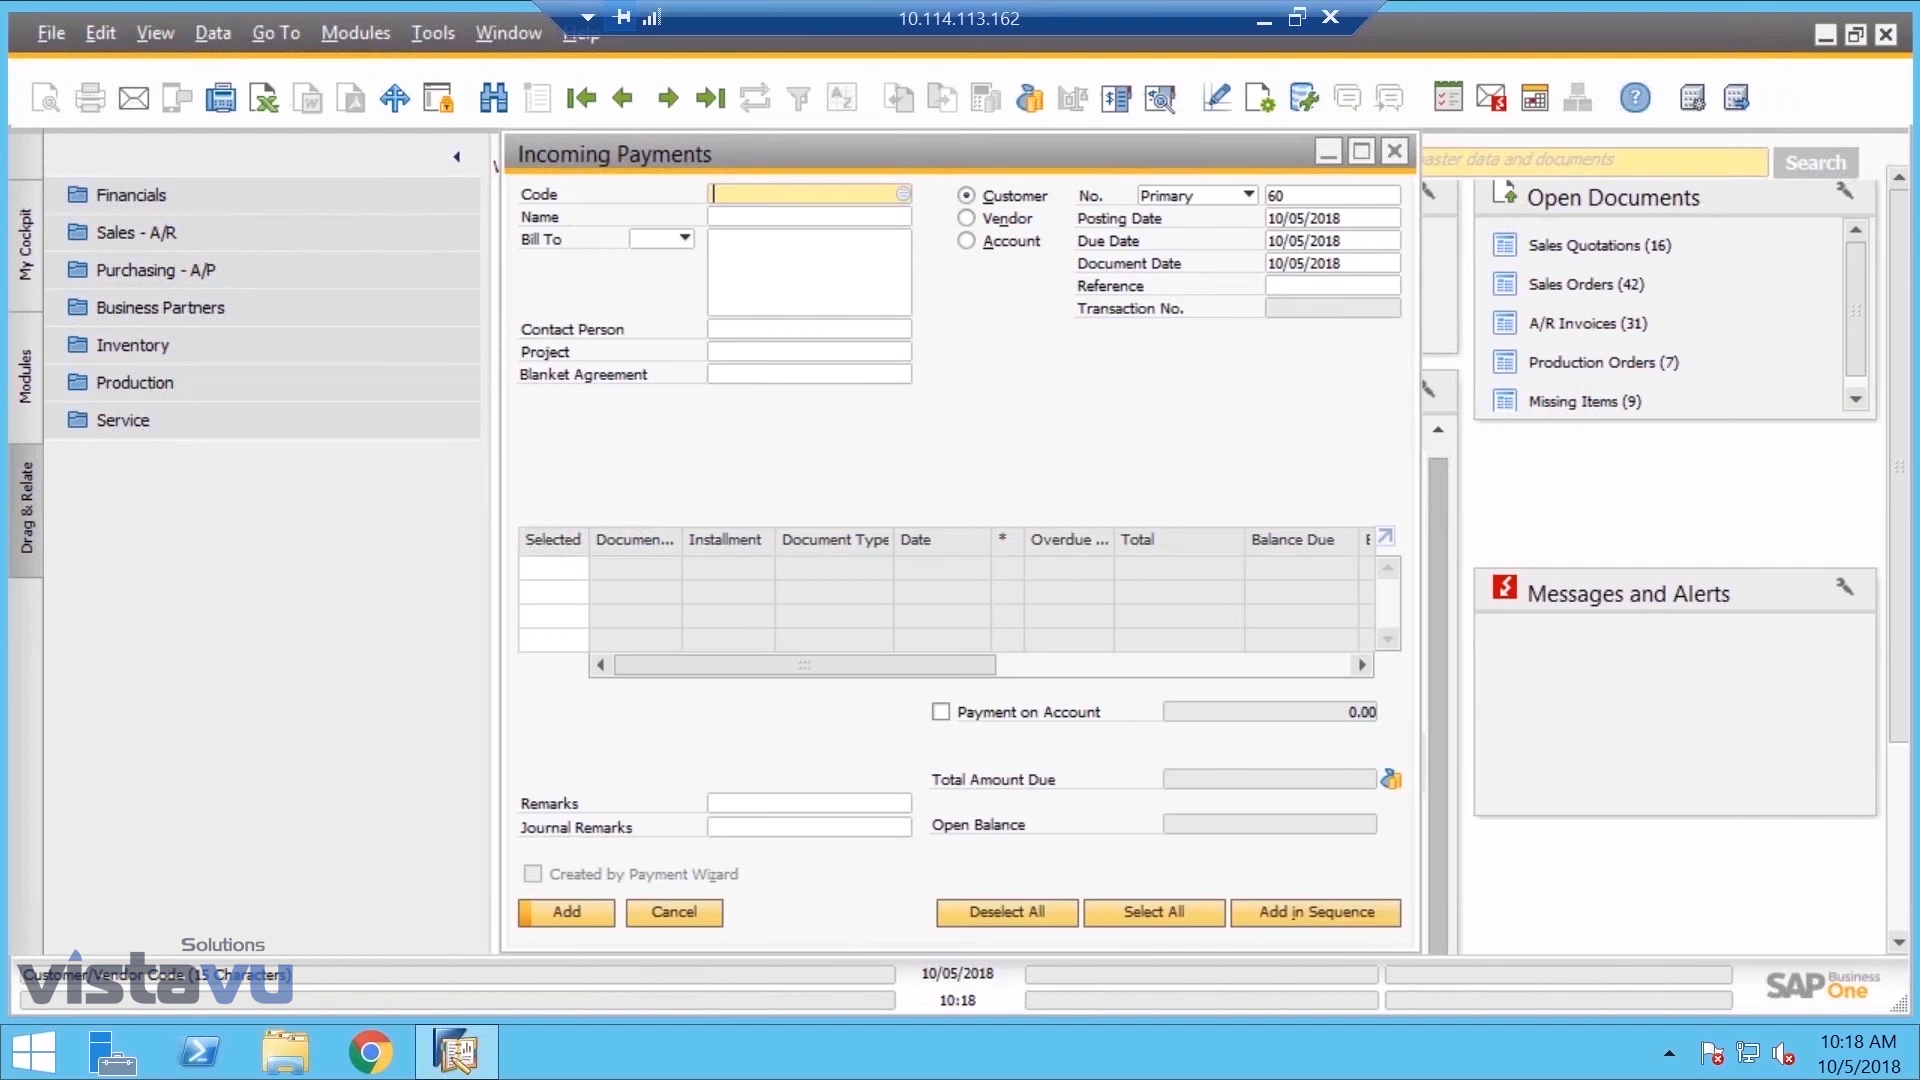 10.114.113.162
File Edit View Data Go To Modules Tools Window Help
Incoming Payments
Search
My Cockpit
Modules
Drag & Relate
Financials
Sales - A/R
Purchasing - A/P
Business Partners
Inventory
Production
Service
Code
Name
Bill To
Contact Person
Project
Blanket Agreement
Customer
Vendor
Account
No. Primary 60
Posting Date 10/05/2018
Due Date 10/05/2018
Document Date 10/05/2018
Reference
Transaction No.
master data and documents
Open Documents
Sales Quotations (16)
Sales Orders (42)
A/R Invoices (31)
Production Orders (7)
Missing Items (9)
Selected Documen... Installment Document Type Date * Overdue ... Total Balance Due
Payment on Account 0.00
Total Amount Due
Open Balance
Remarks
Journal Remarks
Created by Payment Wizard
Add Cancel Deselect All Select All Add in Sequence
Messages and Alerts
Solutions
vistavu
Customer/Vendor Code (15 Characters)
10/05/2018
10:18
SAP Business One
10:18 AM
10/5/2018